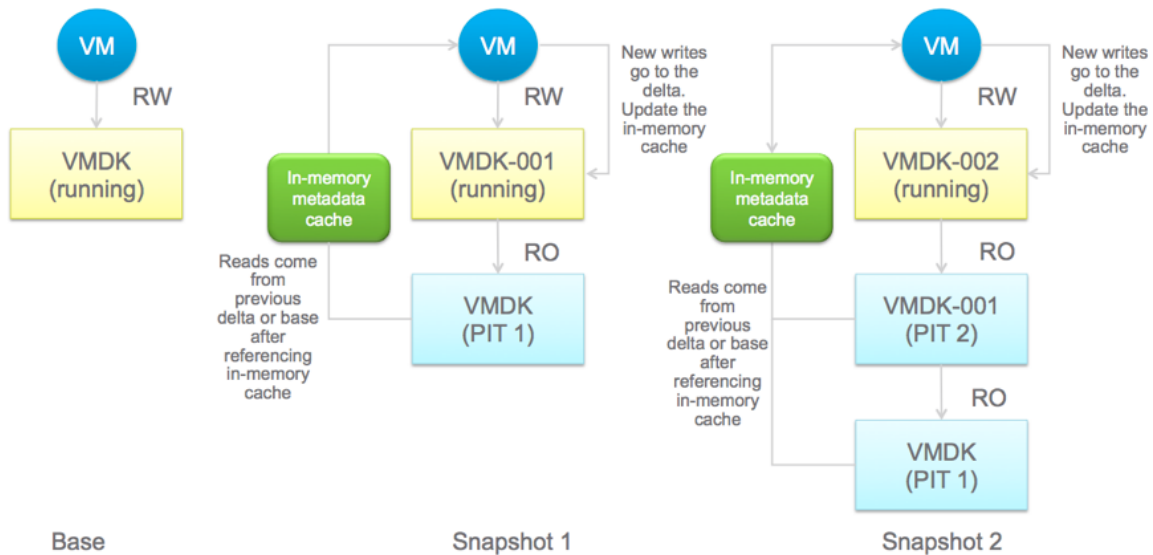 VM
RW
VMDK
(running)
Base
VM
RW
New writes
go to the
delta.
Update the
in-memory
cache
In-memory
metadata
cache
VMDK-001
(running)
RO
Reads come
from
previous
delta or base
after
referencing
in-memory
cache
VMDK
(PIT 1)
Snapshot 1
VM
RW
New writes
go to the
delta.
Update the
in-memory
cache
In-memory
metadata
cache
VMDK-002
(running)
RO
Reads come
from
previous
delta or base
after
referencing
in-memory
cache
VMDK-001
(PIT 2)
RO
VMDK
(PIT 1)
Snapshot 2